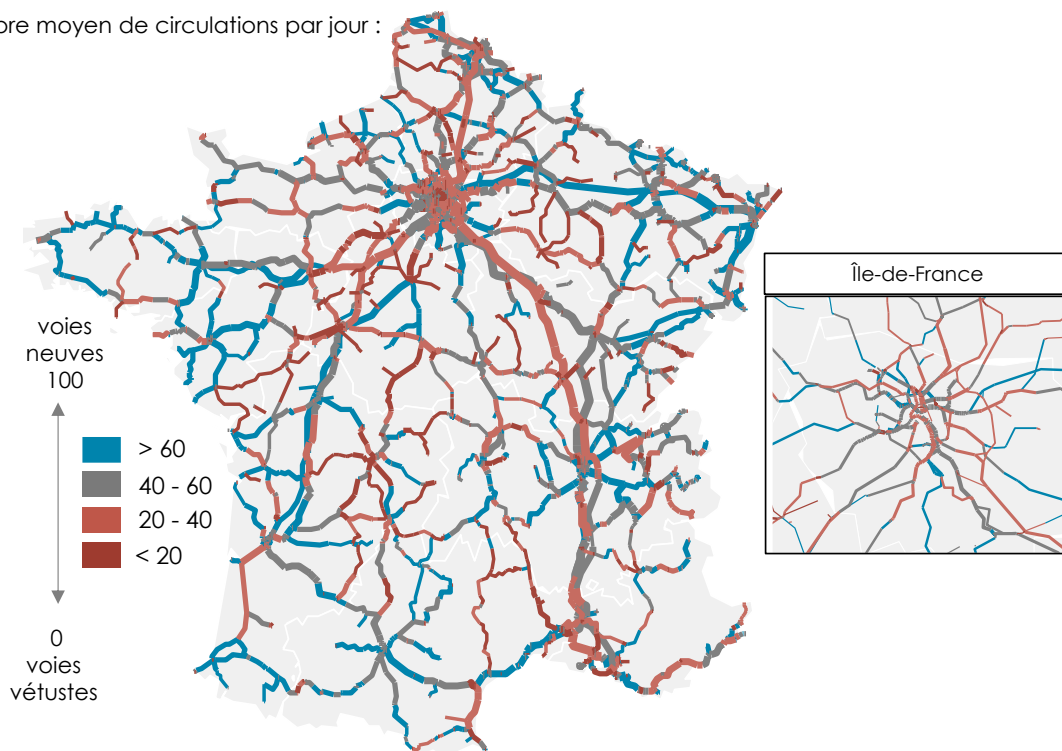 bre moyen de circulations par jour :
Île-de-France
voies
neuves
100
> 60
40 - 60
20 - 40
< 20
0
voies
vétustes